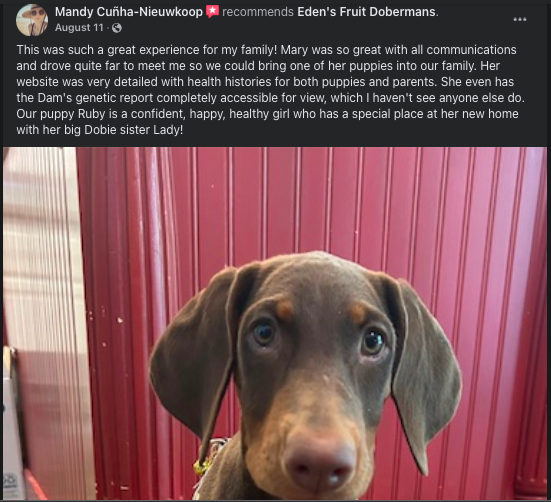 Mandy Cuñha-Nieuwkoop recommends Eden's Fruit Dobermans.
August 11 ·
This was such a great experience for my family! Mary was so great with all communications
and drove quite far to meet me so we could bring one of her puppies into our family. Her
website was very detailed with health histories for both puppies and parents. She even has
the Dam's genetic report completely accessible for view, which I haven't see anyone else do.
Our puppy Ruby is a confident, happy, healthy girl who has a special place at her new home
with her big Dobie sister Lady!